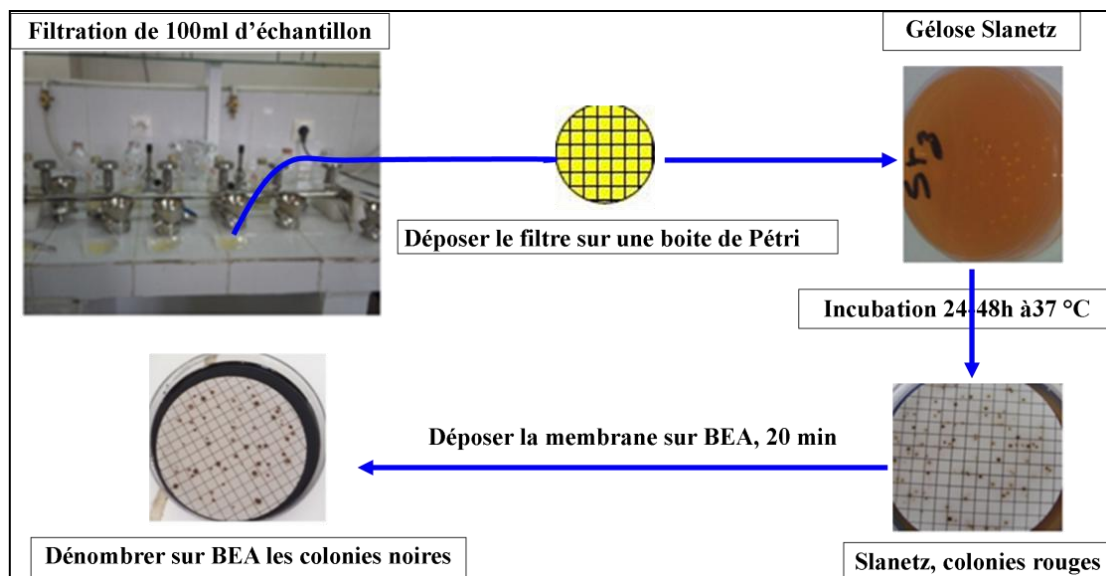 Filtration de 100ml d'échantillon
Gélose Slanetz
Déposer le filtre sur une boite de Pétri
Incubation 24-48h à37 °C
Déposer la membrane sur BEA, 20 min
Dénombrer sur BEA les colonies noires
Slanetz, colonies rouges